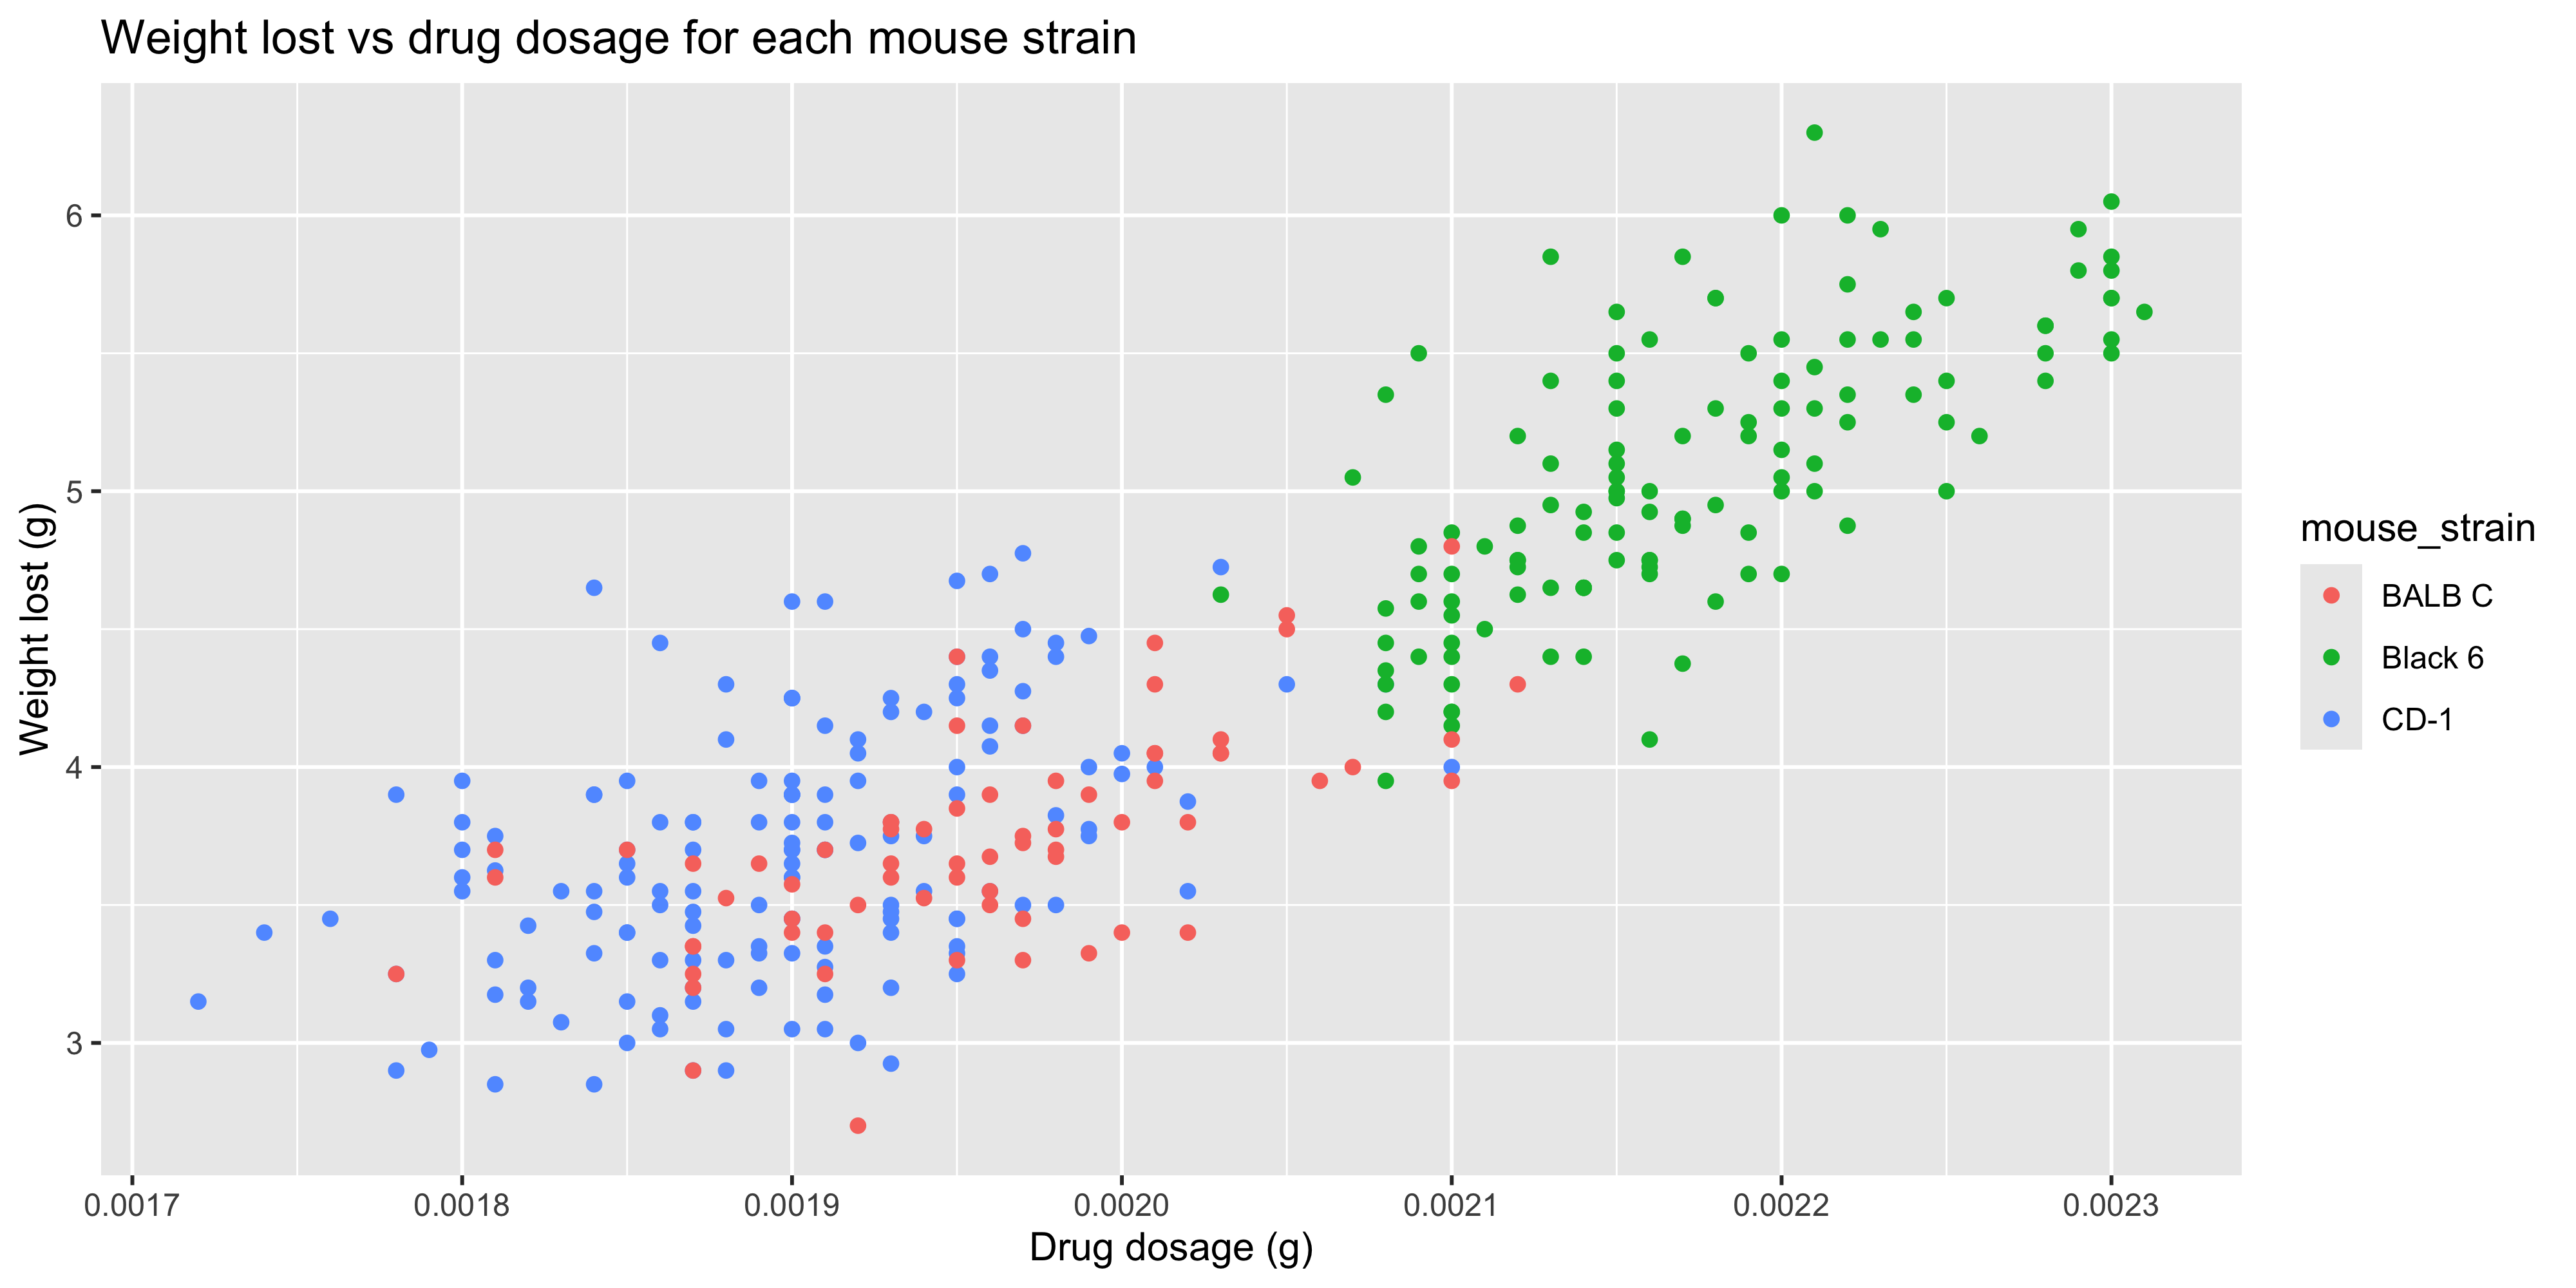 Weight lost vs drug dosage for each mouse strain
6
5
4
3
Weight lost (g)
0.0017 0.0018 0.0019 0.0020 0.0021 0.0022 0.0023
Drug dosage (g)
mouse_strain
BALB C
Black 6
CD-1